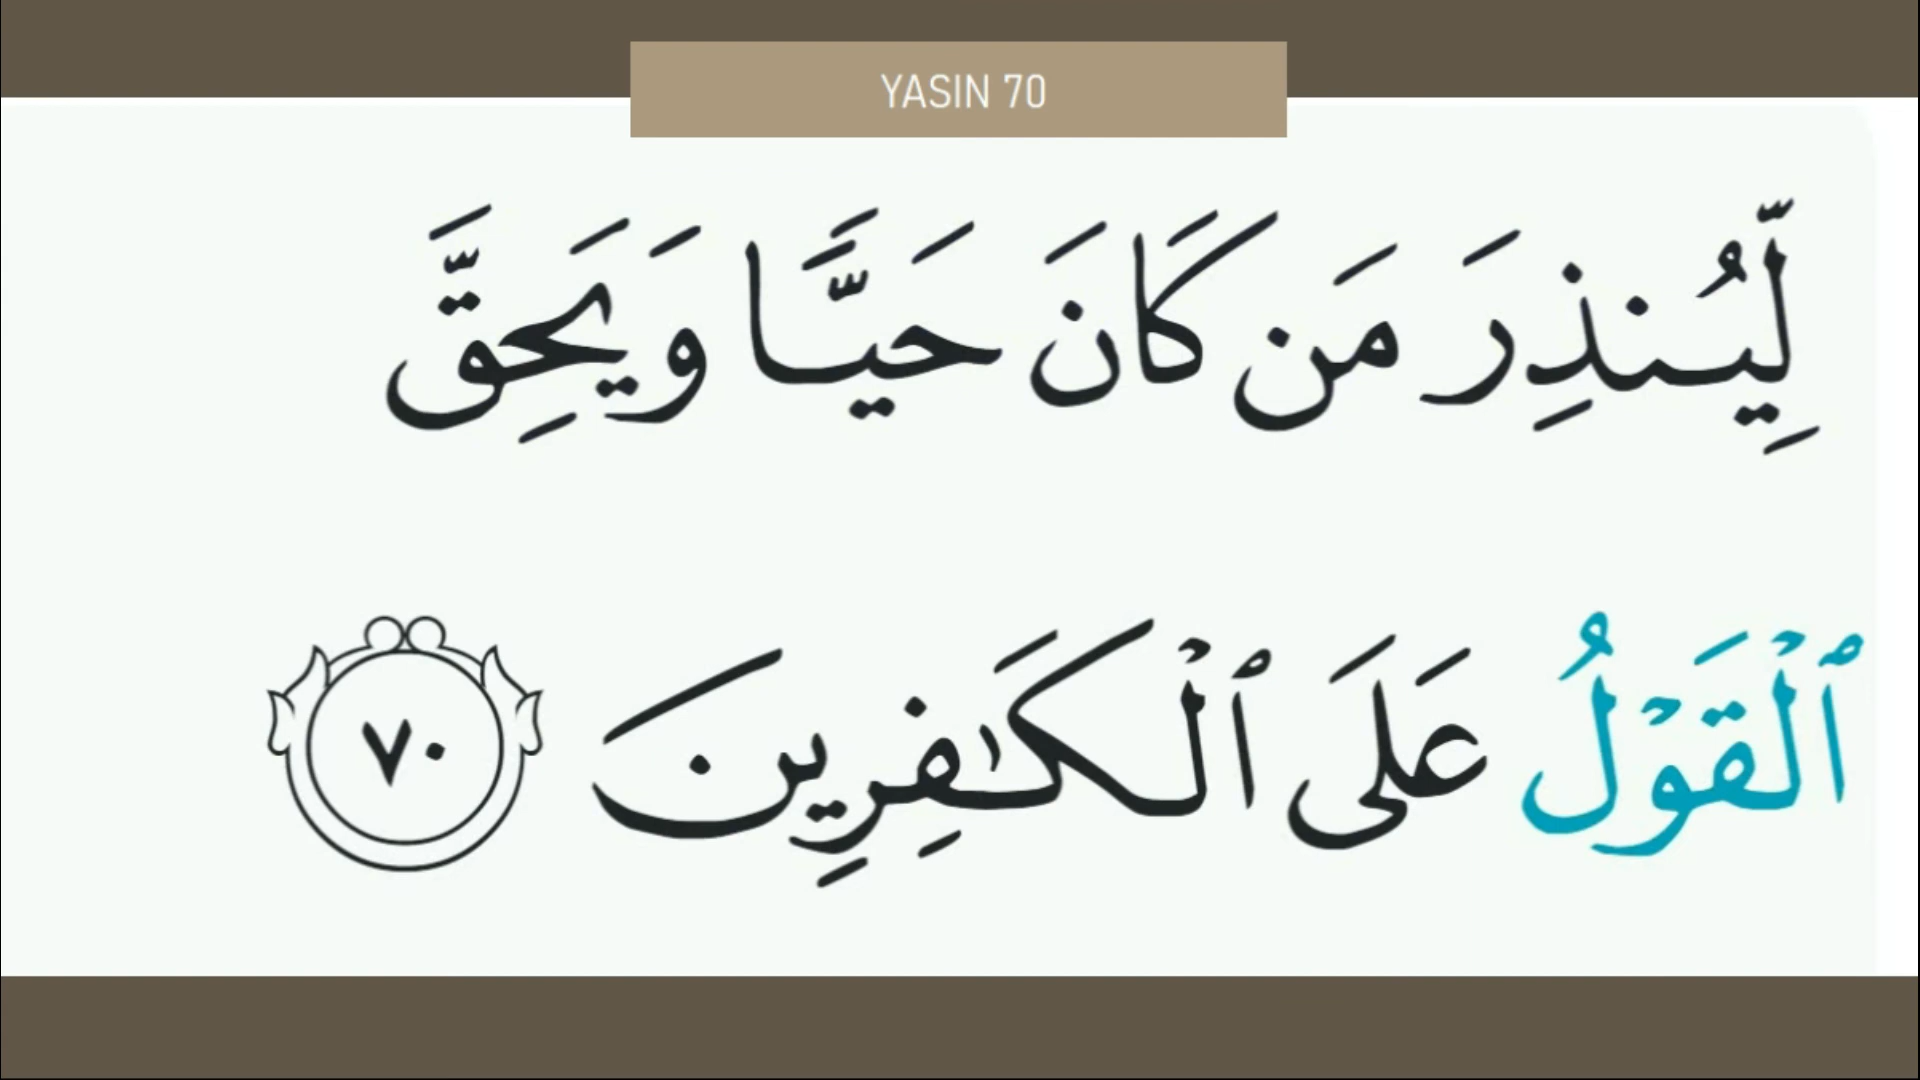 YASIN 70
لِّيُنذِرَ مَن كَانَ حَيًّا وَيَحِقَّ
ٱلْقَوْلُ عَلَى ٱلْكَـٰفِرِينَ ٧٠